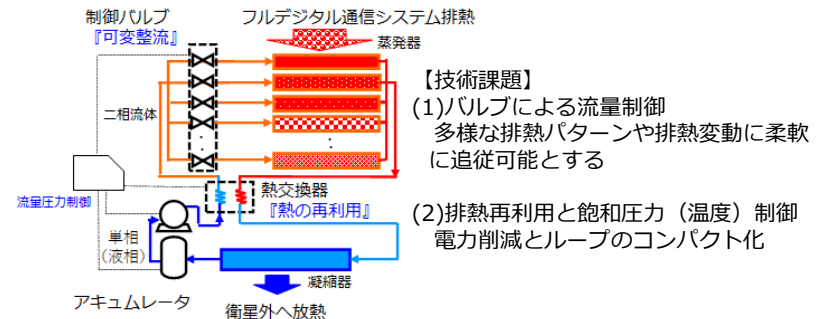 制御バルブ
『可変整流』
フルデジタル通信システム排熱
蒸発器
二相流体
流量圧力制御
熱交換器
『熱の再利用』
単相
(液相)
アキュムレータ
凝縮器
衛星外へ放熱
【技術課題】
(1)バルブによる流量制御
多様な排熱パターンや排熱変動に柔軟
に追従可能とする
(2)排熱再利用と飽和圧力（温度）制御
電力削減とループのコンパクト化